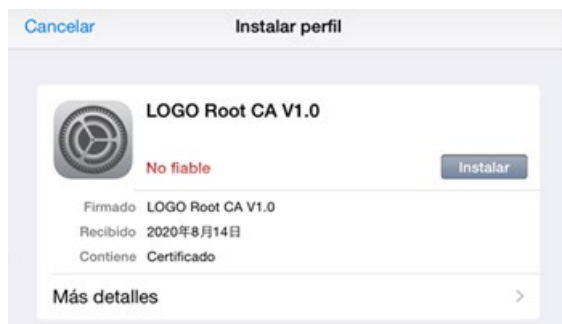 Cancelar Instalar perfil
LOGO Root CA V1.0
No fiable Instalar
Firmado LOGO Root CA V1.0
Recibido 2020年8月14日
Contiene Certificado
Más detalles